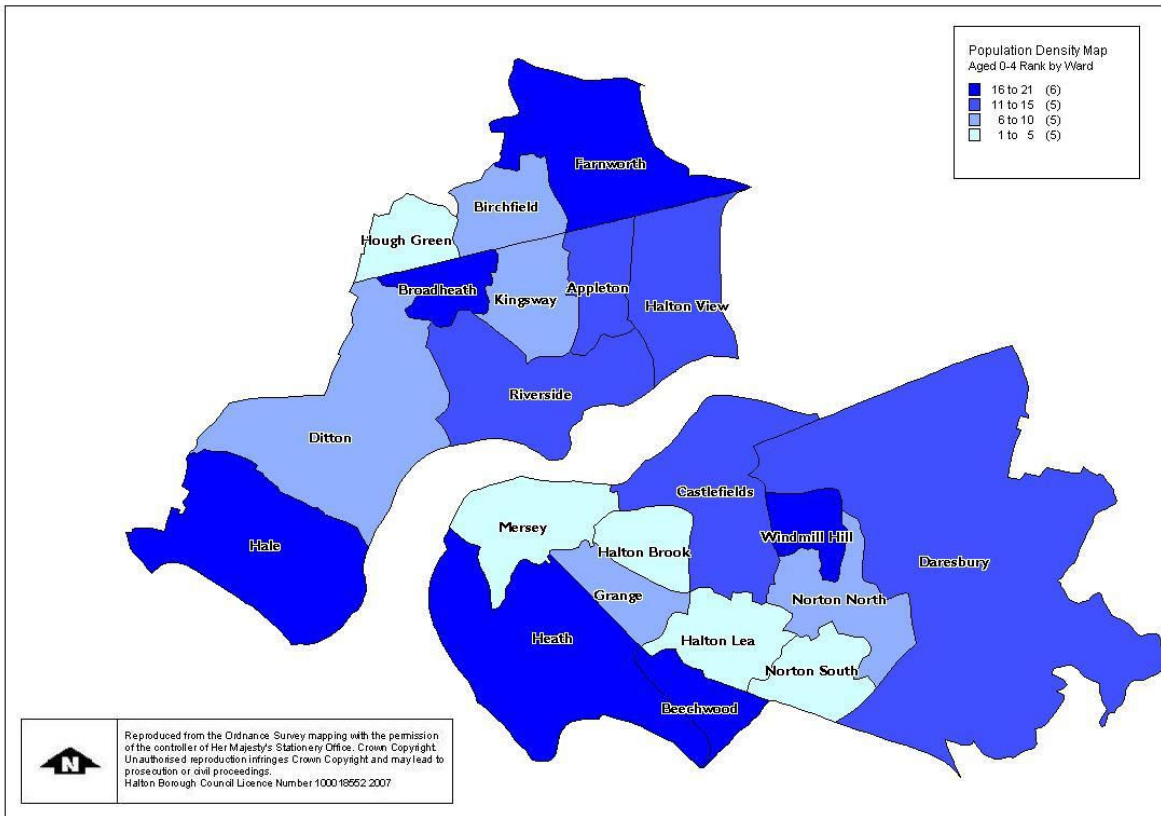 Population Density Map
Aged 0-4 Rank by Ward
16 to 21 (6)
11 to 15 (5)
6 to 10 (5)
1 to 5 (5)
Farnworth
Birchfield
Hough Green
Broadheath
Kingsway
Appleton
Halton View
Riverside
Ditton
Hale
Castlefields
Mersey
Windmill Hill
Halton Brook
Daresbury
Grange
Norton North
Heath
Halton Lea
Norton South
Beechwood
N
Reproduced from the Ordnance Survey mapping with the permission
of the controller of Her Majesty's Stationery Office. Crown Copyright.
Unauthorised reproduction infringes Crown Copyright and may lead to
prosecution or civil proceedings.
Halton Borough Council Licence Number 100018552 2007